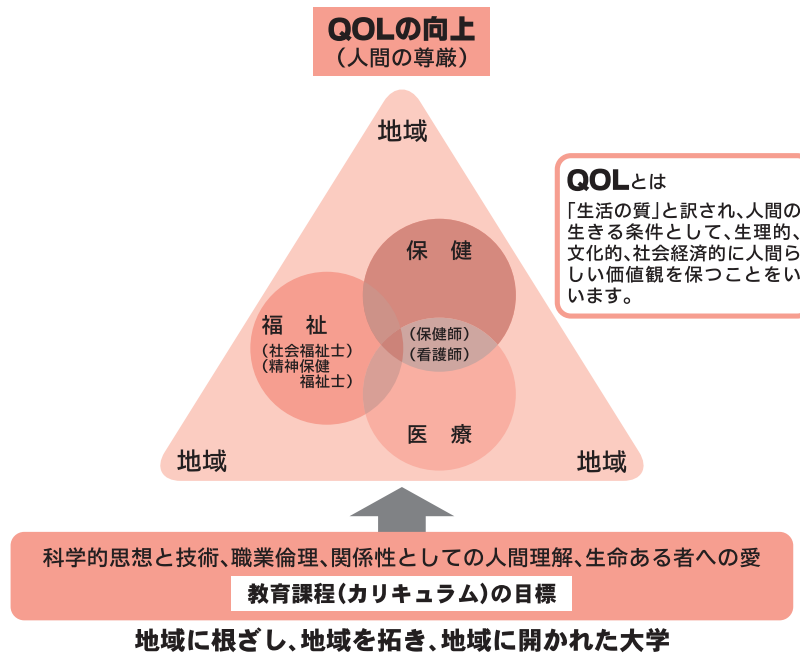 QOLの向上
（人間の尊厳）
地域
QOLとは
「生活の質」と訳され、人間の
生きる条件として、生理的、
文化的、社会経済的に人間ら
しい価値観を保つことをい
います。
保　健
福　祉
（社会福祉士）
（精神保健
福祉士）
（保健師）
（看護師）
医　療
地域
地域
科学的思想と技術、職業倫理、関係性としての人間理解、生命ある者への愛
教育課程（カリキュラム）の目標
地域に根ざし、地域を拓き、地域に開かれた大学